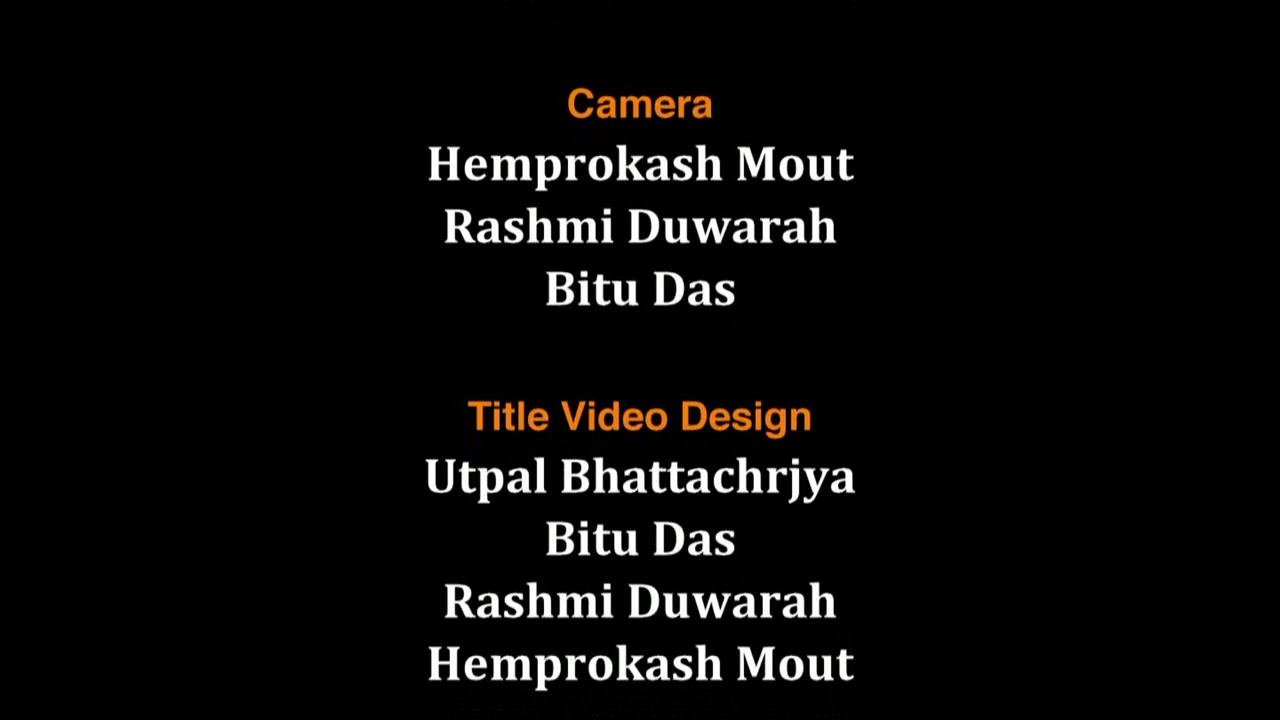 Camera
Hemprokash Mout
Rashmi Duwarah
Bitu Das
Title Video Design
Utpal Bhattachrjya
Bitu Das
Rashmi Duwarah
Hemprokash Mout